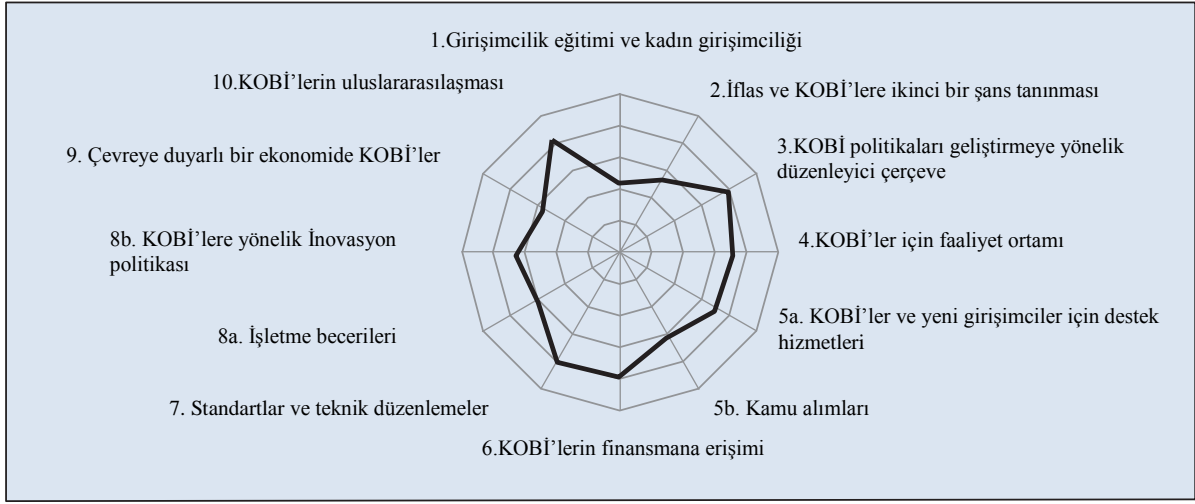 1.Girişimcilik eğitimi ve kadın girişimciliği
2.İflas ve KOBİ'lere ikinci bir şans tanınması
3.KOBİ politikaları geliştirmeye yönelik
düzenleyici çerçeve
4.KOBİ'ler için faaliyet ortamı
5a. KOBİ'ler ve yeni girişimciler için destek
hizmetleri
5b. Kamu alımları
6.KOBİ'lerin finansmana erişimi
7. Standartlar ve teknik düzenlemeler
8a. İşletme becerileri
8b. KOBİ'lere yönelik İnovasyon
politikası
9. Çevreye duyarlı bir ekonomide KOBİ'ler
10.KOBİ'lerin uluslararasılaşması